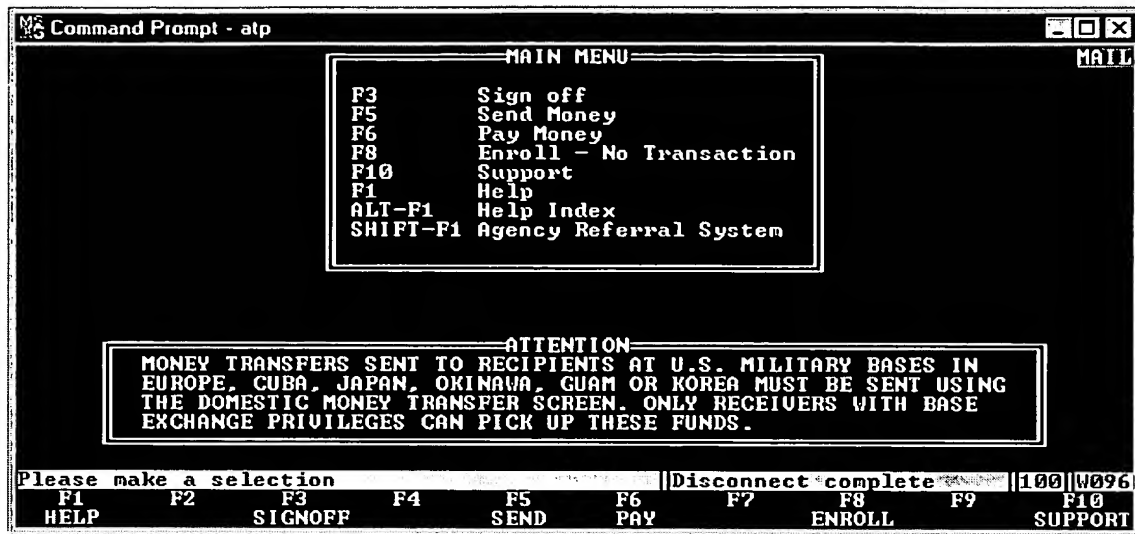 Command Prompt - atp
MAIN MENU
MAIL
F3 Sign off
F5 Send Money
F6 Pay Money
F8 Enroll - No Transaction
F10 Support
F1 Help
ALT-F1 Help Index
SHIFT-F1 Agency Referral System
ATTENTION
MONEY TRANSFERS SENT TO RECIPIENTS AT U.S. MILITARY BASES IN
EUROPE, CUBA, JAPAN, OKINAWA, GUAM OR KOREA MUST BE SENT USING
THE DOMESTIC MONEY TRANSFER SCREEN. ONLY RECEIVERS WITH BASE
EXCHANGE PRIVILEGES CAN PICK UP THESE FUNDS.
Please make a selection Disconnect complete 100 W096
F1 F2 F3 F4 F5 F6 F7 F8 F9 F10
HELP SIGNOFF SEND PAY ENROLL SUPPORT